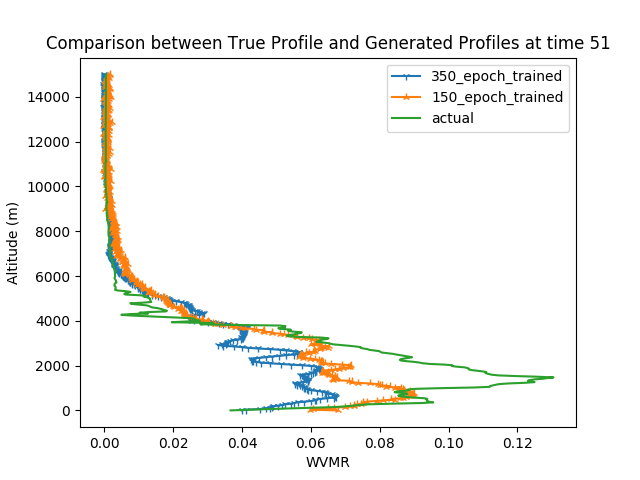 Comparison between True Profile and Generated Profiles at time 51
350_epoch_trained
150_epoch_trained
actual
Altitude (m)
14000
12000
10000
8000
6000
4000
2000
0
0.00 0.02 0.04 0.06 0.08 0.10 0.12
WVMR